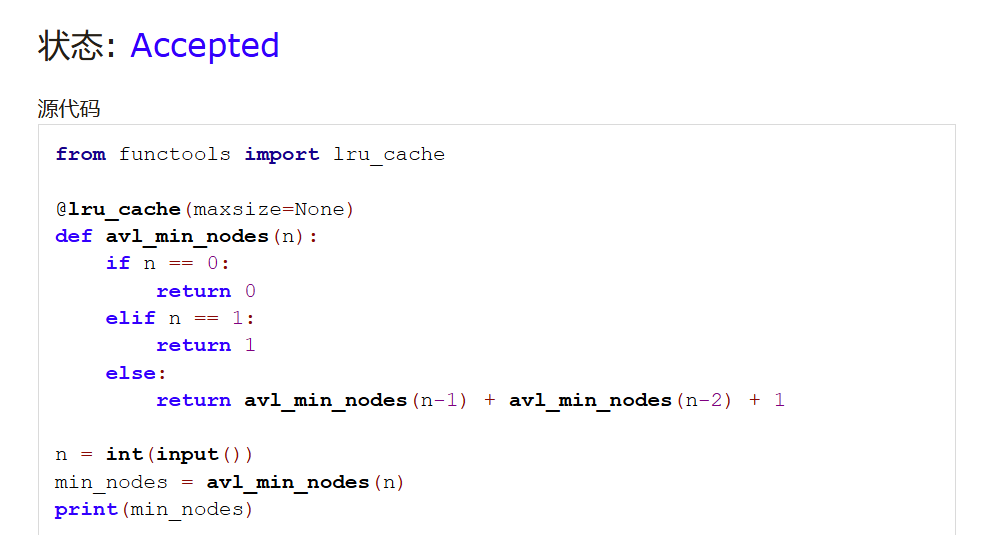 状态: Accepted
源代码
from functools import lru_cache
@lru_cache(maxsize=None)
def avl_min_nodes(n):
    if n == 0:
        return 0
    elif n == 1:
        return 1
    else:
        return avl_min_nodes(n-1) + avl_min_nodes(n-2) + 1
n = int(input())
min_nodes = avl_min_nodes(n)
print(min_nodes)